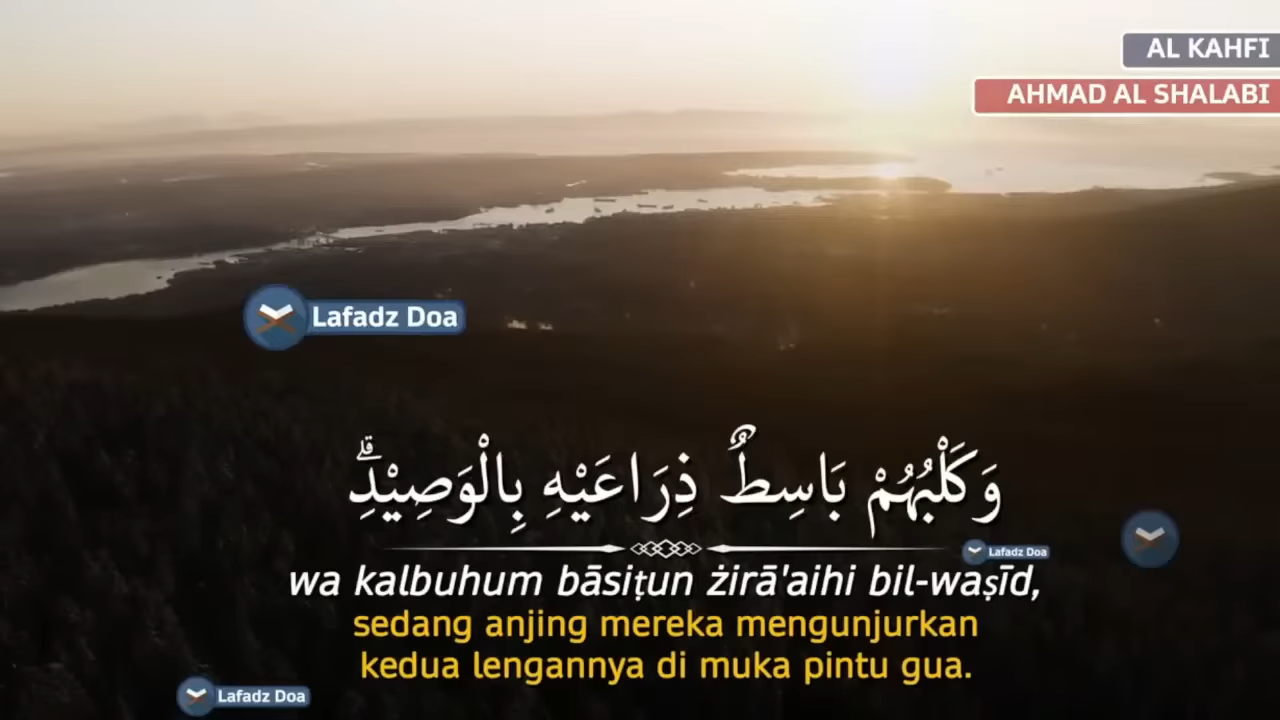 AL KAHFI
AHMAD AL SHALABI
Lafadz Doa
وَكَلْبُهُمْ بَاسِطٌ ذِرَاعَيْهِ بِالْوَصِيْدِۗ
Lafadz Doa
wa kalbuhum bāsiṭun żirā'aihi bil-waṣīd,
sedang anjing mereka mengunjurkan
kedua lengannya di muka pintu gua.
Lafadz Doa